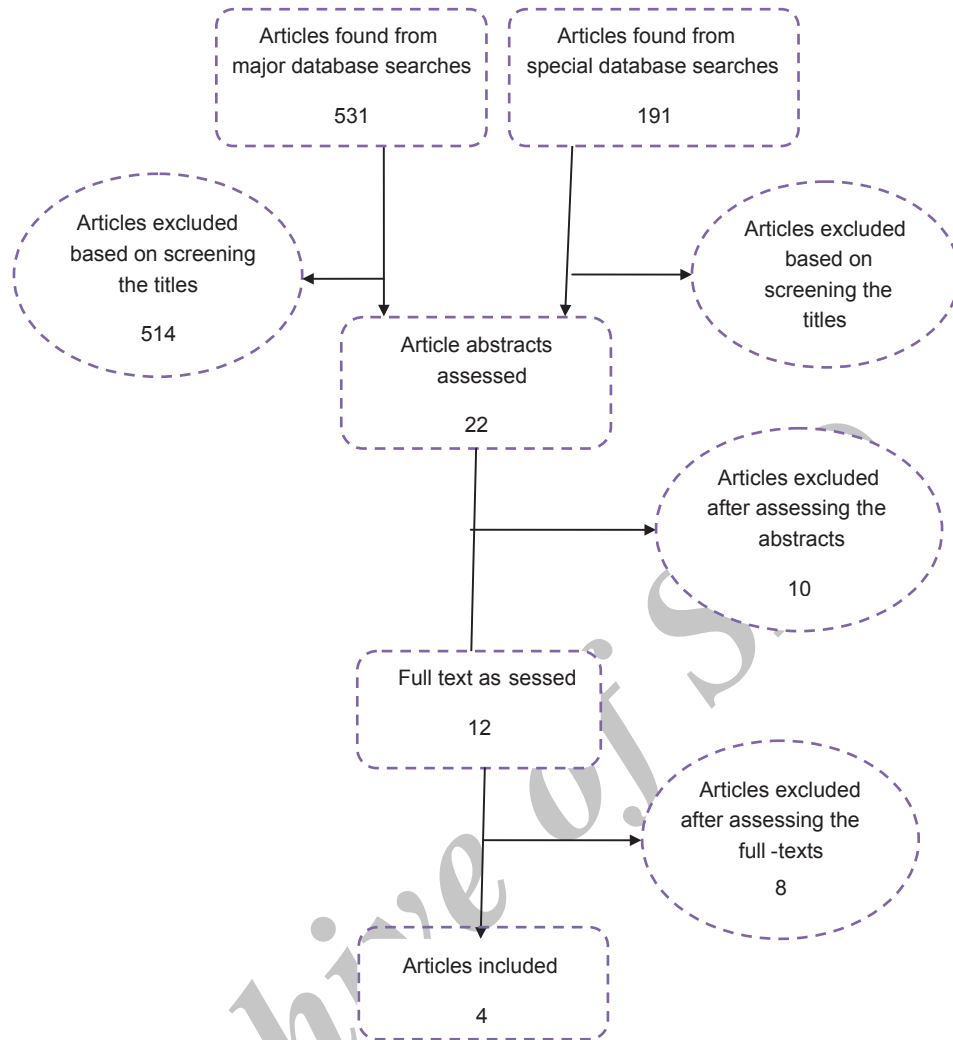 Articles found from
major database searches
531
Articles found from
special database searches
191
Articles excluded
based on screening
the titles
514
Articles excluded
based on
screening the
titles
Article abstracts
assessed
22
Articles excluded
after assessing the
abstracts
10
Full text as sessed
12
Articles excluded
after assessing the
full -texts
8
Articles included
4
hive of S